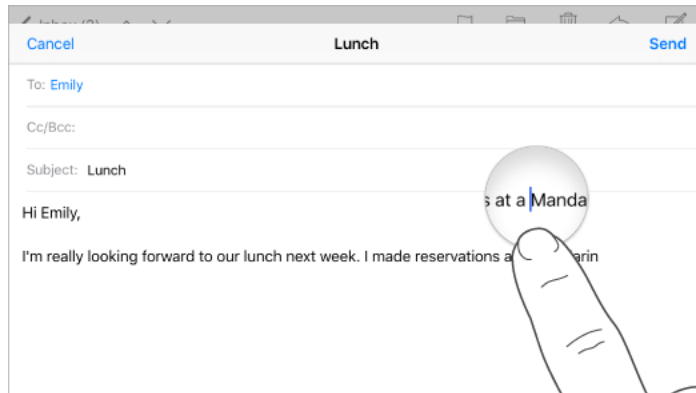 Cancel Lunch Send
To: Emily
Cc/Bcc:
Subject: Lunch
s at a Manda
Hi Emily,
I'm really looking forward to our lunch next week. I made reservations a arin